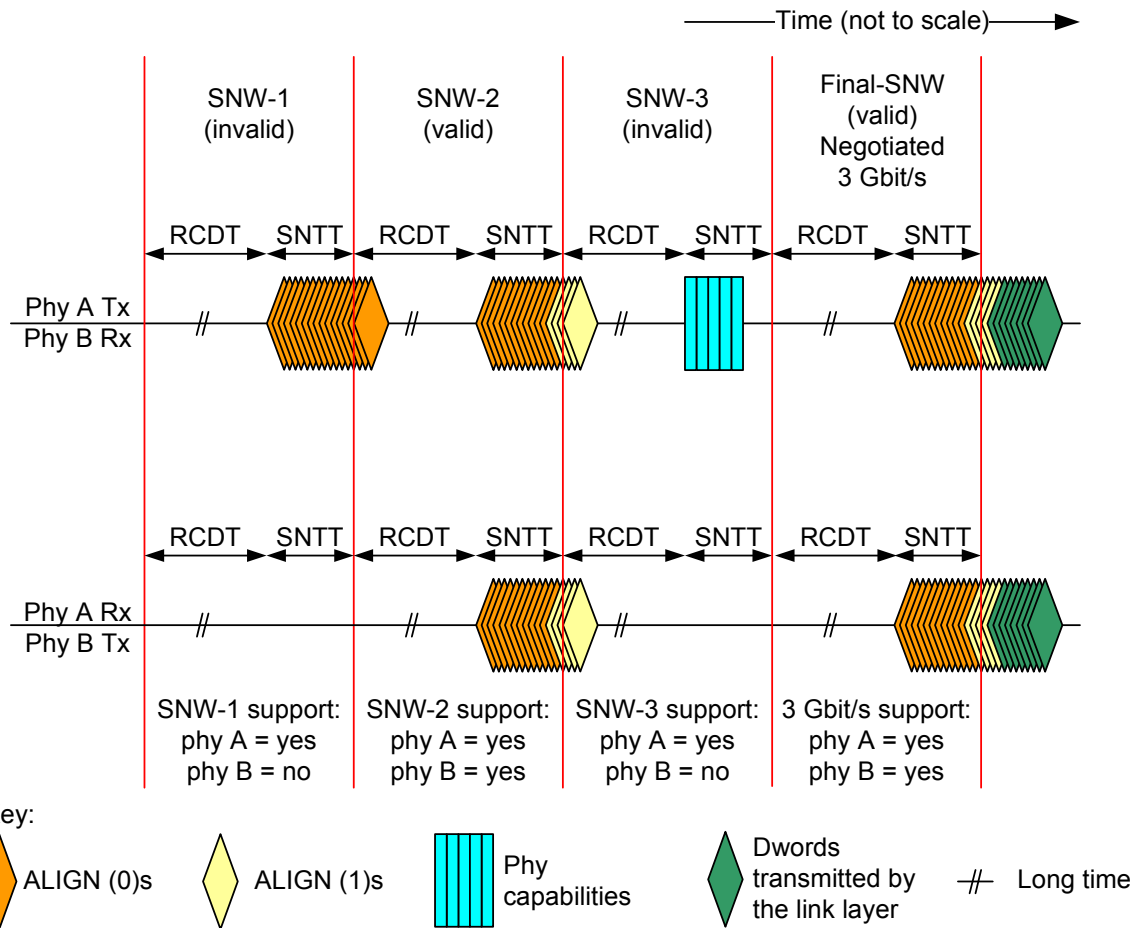 Time (not to scale)
SNW-1
(invalid)
SNW-2
(valid)
SNW-3
(invalid)
Final-SNW
(valid)
Negotiated
3 Gbit/s
RCDT SNTT RCDT SNTT RCDT SNTT RCDT SNTT
Phy A Tx
Phy B Rx
RCDT SNTT RCDT SNTT RCDT SNTT RCDT SNTT
Phy A Rx
Phy B Tx
SNW-1 support:
phy A = yes
phy B = no
SNW-2 support:
phy A = yes
phy B = yes
SNW-3 support:
phy A = yes
phy B = no
3 Gbit/s support:
phy A = yes
phy B = yes
ey:
ALIGN (0)s
ALIGN (1)s
Phy
capabilities
Dwords
transmitted by
the link layer
Long time